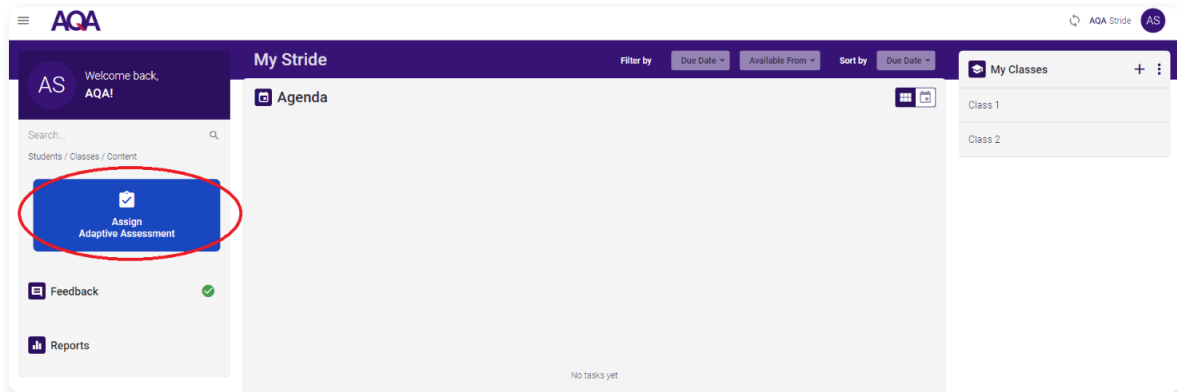 AQA
AQA Stride AS
AS
Welcome back,
AQA!
Search...
Students / Classes / Content
Assign
Adaptive Assessment
Feedback
Reports
My Stride
Filter by Due Date Available From Sort by Due Date
Agenda
No tasks yet
My Classes
Class 1
Class 2